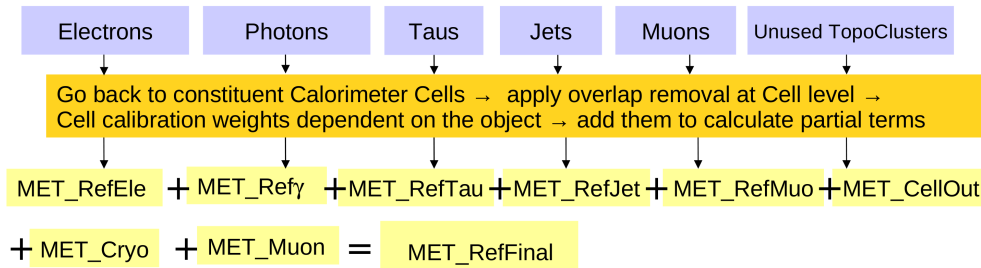 Electrons Photons Taus Jets Muons Unused TopoClusters
Go back to constituent Calorimeter Cells → apply overlap removal at Cell level →
Cell calibration weights dependent on the object → add them to calculate partial terms
MET_RefEle + MET_Refγ + MET_RefTau + MET_RefJet + MET_RefMuo + MET_CellOut
+ MET_Cryo + MET_Muon = MET_RefFinal